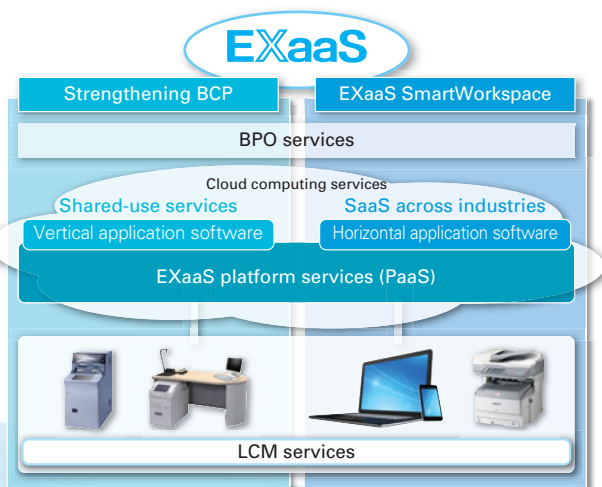 EXaaS
Strengthening BCP
EXaaS SmartWorkspace
BPO services
Cloud computing services
Shared-use services
SaaS across industries
Vertical application software
Horizontal application software
EXaaS platform services (PaaS)
LCM services